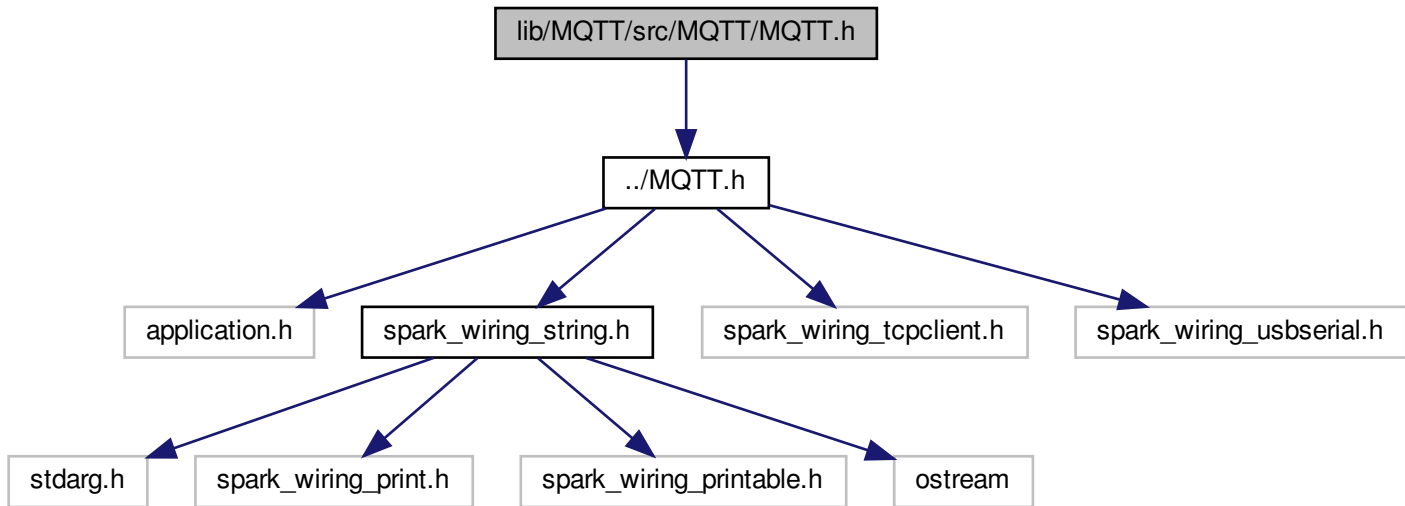 lib/MQTT/src/MQTT/MQTT.h
../MQTT.h
application.h
spark_wiring_string.h
spark_wiring_tcpclient.h
spark_wiring_usbserial.h
stdarg.h
spark_wiring_print.h
spark_wiring_printable.h
ostream